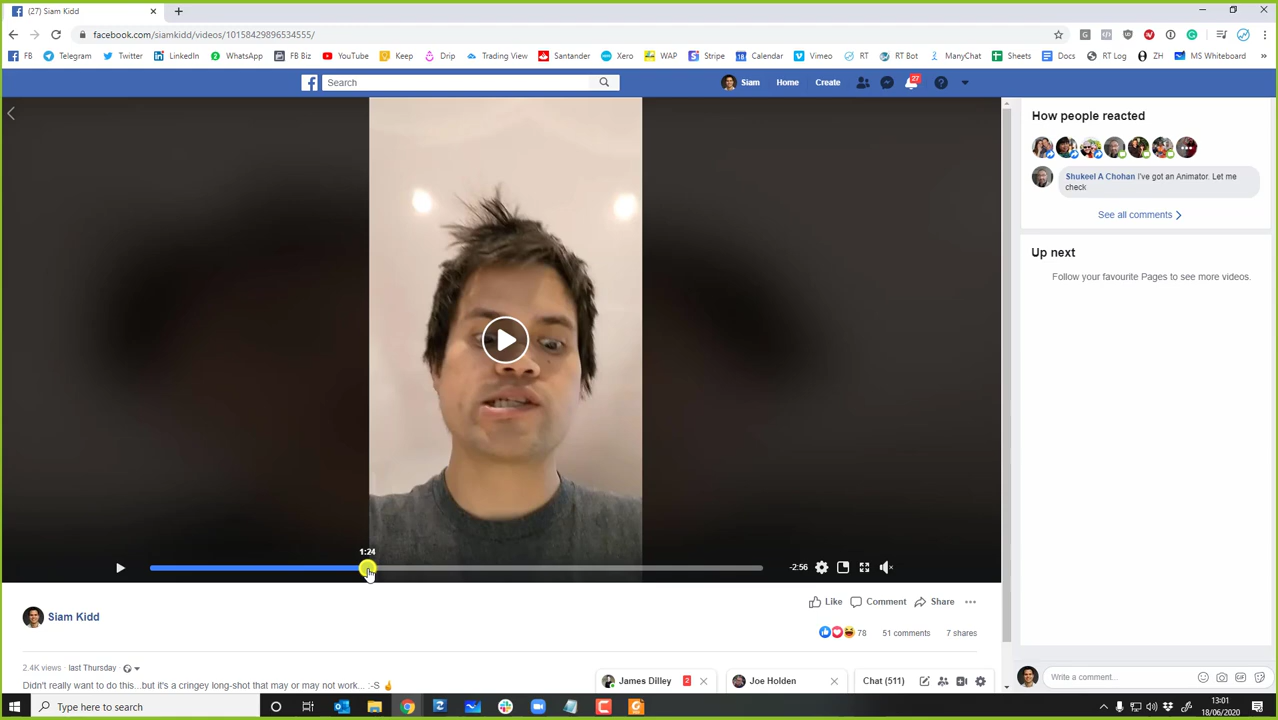 (27) Siam Kidd
facebook.com/siamkidd/videos/10158429896534555/
FB Telegram Twitter LinkedIn WhatsApp FB Biz YouTube Keep Drip Trading View Santander Xero WAP Stripe Calendar Vimeo RT RT Bot ManyChat Sheets Docs RT Log ZH MS Whiteboard
Search
Siam Home Create 27
How people reacted
Shukeel A Chohan I've got an Animator. Let me
check
See all comments
Up next
Follow your favourite Pages to see more videos.
1:24
-2:56
Siam Kidd
Like Comment Share
78 51 comments 7 shares
2.4K views · last Thursday ·
Didn't really want to do this...but it's a cringey long-shot that may or may not work... :-S
James Dilley 2
Joe Holden
Chat (511)
Write a comment...
GIF
Type here to search
13:01
18/06/2020